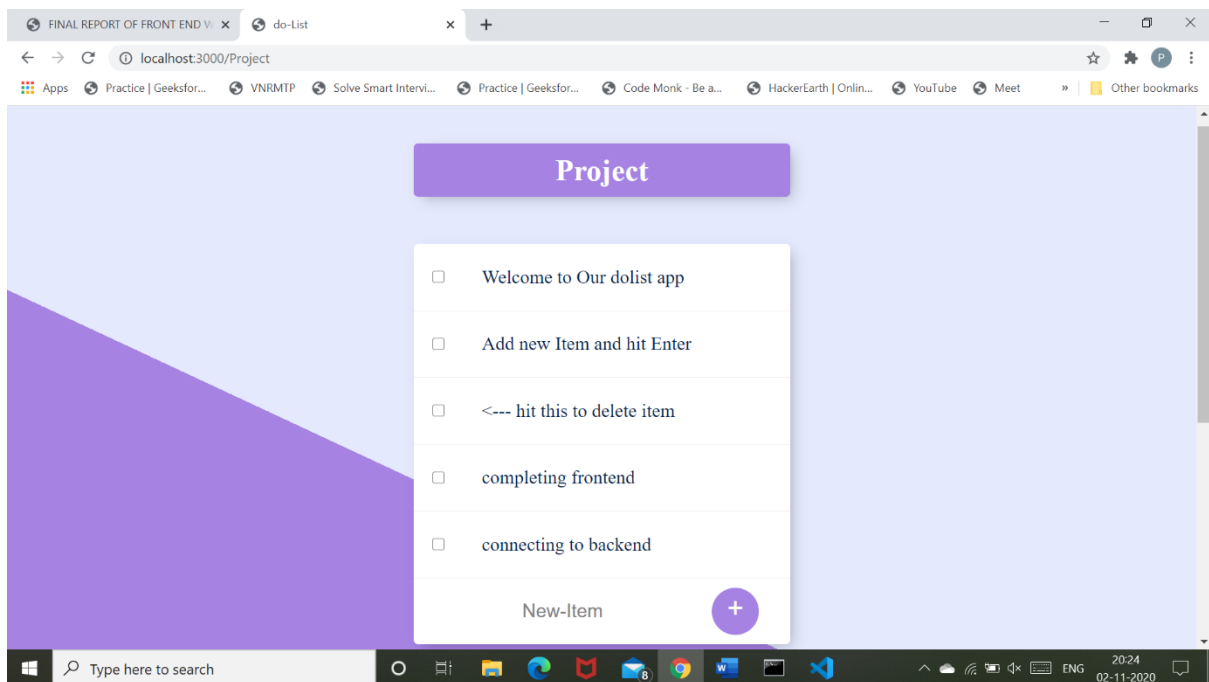 FINAL REPORT OF FRONT END W
do-List
localhost:3000/Project
P
Apps
Practice | Geeksfor...
VNRMTP
Solve Smart Intervi...
Practice | Geeksfor...
Code Monk - Be a...
HackerEarth | Onlin...
YouTube
Meet
»
Other bookmarks
Project
Welcome to Our dolist app
Add new Item and hit Enter
<--- hit this to delete item
completing frontend
connecting to backend
New-Item
+
Type here to search
8
ENG
20:24
02-11-2020